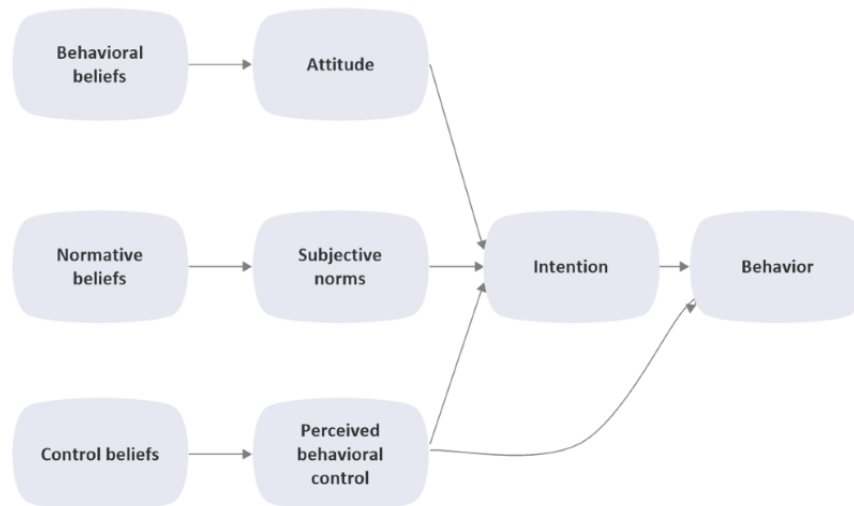 Behavioral
beliefs
Attitude
Normative
beliefs
Subjective
norms
Intention
Behavior
Control beliefs
Perceived
behavioral
control